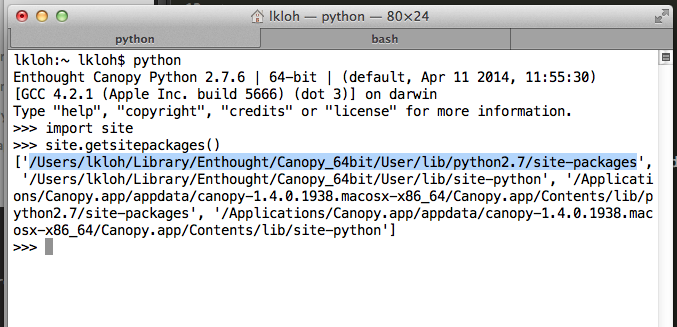 lkloh — python — 80×24
python
bash
lkloh:~ lkloh$ python
Enthought Canopy Python 2.7.6 | 64-bit | (default, Apr 11 2014, 11:55:30)
[GCC 4.2.1 (Apple Inc. build 5666) (dot 3)] on darwin
Type "help", "copyright", "credits" or "license" for more information.
>>> import site
>>> site.getsitepackages()
['/Users/lkloh/Library/Enthought/Canopy_64bit/User/lib/python2.7/site-packages',
 '/Users/lkloh/Library/Enthought/Canopy_64bit/User/lib/site-python', '/Applicati
ons/Canopy.app/appdata/canopy-1.4.0.1938.macosx-x86_64/Canopy.app/Contents/lib/p
ython2.7/site-packages', '/Applications/Canopy.app/appdata/canopy-1.4.0.1938.mac
osx-x86_64/Canopy.app/Contents/lib/site-python']
>>>